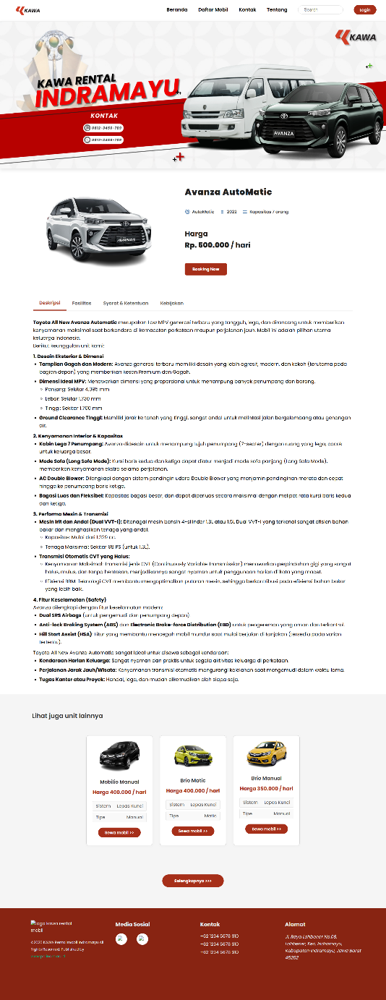 KAWA
Beranda
Daftar Mobil
Kontak
Tentang
Search
Login
KAWA
KAWA RENTAL
INDRAMAYU
KONTAK
0812-3456-789
0812-3456-789
AVANZA
Avanza AutoMatic
AutoMatic
2022
Kapasitas 7 orang
Harga
Rp. 500.000 / hari
Booking Now
Deskripsi
Fasilitas
Syarat & Ketentuan
Kebijakan
Toyota All New Avanza Automatic merupakan Low MPV generasi terbaru yang tangguh, lega, dan dirancang untuk memberikan
kenyamanan maksimal saat berkendara di kemacetan perkotaan maupun perjalanan jauh. Mobil ini adalah pilihan utama
keluarga Indonesia.
Berikut keunggulan unit kami:
1. Desain Eksterior & Dimensi
• Tampilan Gagah dan Modern: Avanza generasi terbaru memiliki desain yang lebih agresif, modern, dan kokoh (terutama pada
bagian depan) yang memberikan kesan Premium dan Gagah.
• Dimensi Ideal MPV: Menawarkan dimensi yang proporsional untuk menampung banyak penumpang dan barang.
◦ Panjang: Sekitar 4.395 mm
◦ Lebar: Sekitar 1.730 mm
◦ Tinggi: Sekitar 1.700 mm
• Ground Clearance Tinggi: Memiliki jarak ke tanah yang tinggi, sangat andal untuk melintasi jalan bergelombang atau genangan
air.
2. Kenyamanan Interior & Kapasitas
• Kabin Lega 7 Penumpang: Avanza didesain untuk menampung tujuh penumpang (7-seater) dengan ruang yang lega, cocok
untuk keluarga besar.
• Mode Sofa (Long Sofa Mode): Kursi baris kedua dan ketiga dapat diatur menjadi mode sofa panjang (Long Sofa Mode),
memberikan kenyamanan ekstra selama perjalanan.
• AC Double Blower: Dilengkapi dengan sistem pendingin udara Double Blower yang menjamin pendinginan merata dan cepat
hingga ke penumpang baris ketiga.
• Bagasi Luas dan Fleksibel: Kapasitas bagasi besar, dan dapat diperluas secara maksimal dengan melipat rata kursi baris kedua
dan ketiga.
3. Performa Mesin & Transmisi
• Mesin Irit dan Andal (Dual VVT-i): Ditenagai mesin bensin 4-silinder 1.3L atau 1.5L Dual VVT-i yang terkenal sangat efisien bahan
bakar dan menghasilkan tenaga yang andal.
◦ Kapasitas: Mulai dari 1.329 cc.
◦ Tenaga Maksimal: Sekitar 98 PS (untuk 1.3L).
• Transmisi Otomatis CVT yang Halus:
◦ Kenyamanan Maksimal: Transmisi jenis CVT (Continuously Variable Transmission) menawarkan perpindahan gigi yang sangat
halus, mulus, dan tanpa hentakan, menjadikannya sangat nyaman untuk penggunaan harian di kota yang macet.
◦ Efisiensi BBM: Teknologi CVT membantu mengoptimalkan putaran mesin, sehingga berkontribusi pada efisiensi bahan bakar
yang lebih baik.
4. Fitur Keselamatan (Safety)
Avanza dilengkapi dengan fitur keselamatan modern:
• Dual SRS Airbags (untuk pengemudi dan penumpang depan).
• Anti-lock Braking System (ABS) dan Electronic Brake-force Distribution (EBD) untuk pengereman yang aman dan terkontrol.
• Hill Start Assist (HSA): Fitur yang membantu mencegah mobil mundur saat mulai berjalan di tanjakan (tersedia pada varian
tertentu).
Toyota All New Avanza Automatic sangat ideal untuk disewa sebagai kendaraan:
• Kendaraan Harian Keluarga: Sangat nyaman dan praktis untuk segala aktivitas keluarga di perkotaan.
• Perjalanan Jarak Jauh/Wisata: Kenyamanan transmisi otomatis mengurangi kelelahan saat mengemudi dalam waktu lama.
• Tugas Kantor atau Proyek: Handal, lega, dan mudah dikemudikan oleh siapa saja.
Lihat juga unit lainnya
Mobilio Manual
Harga 400.000 / hari
Sistem Lepas Kunci
Tipe Manual
Sewa mobil >>
Brio Matic
Harga 400.000 / hari
Sistem Lepas Kunci
Tipe Matic
Sewa mobil >>
Brio Manual
Harga 350.000 / hari
Sistem Lepas Kunci
Tipe Manual
Sewa mobil >>
Selengkapnya >>>
logo kawa rental
mobil
©2025 KAWA Rental mobil Indramayu All
Rights Reserved. Published by
Media Sosial
Kontak
+62 1234 5678 910
+62 1234 5678 910
+62 1234 5678 910
Alamat
Jl. Raya Lohbener No.08,
Lohbener, Kec. Indramayu,
Kabupaten Indramayu, Jawa Barat
45252